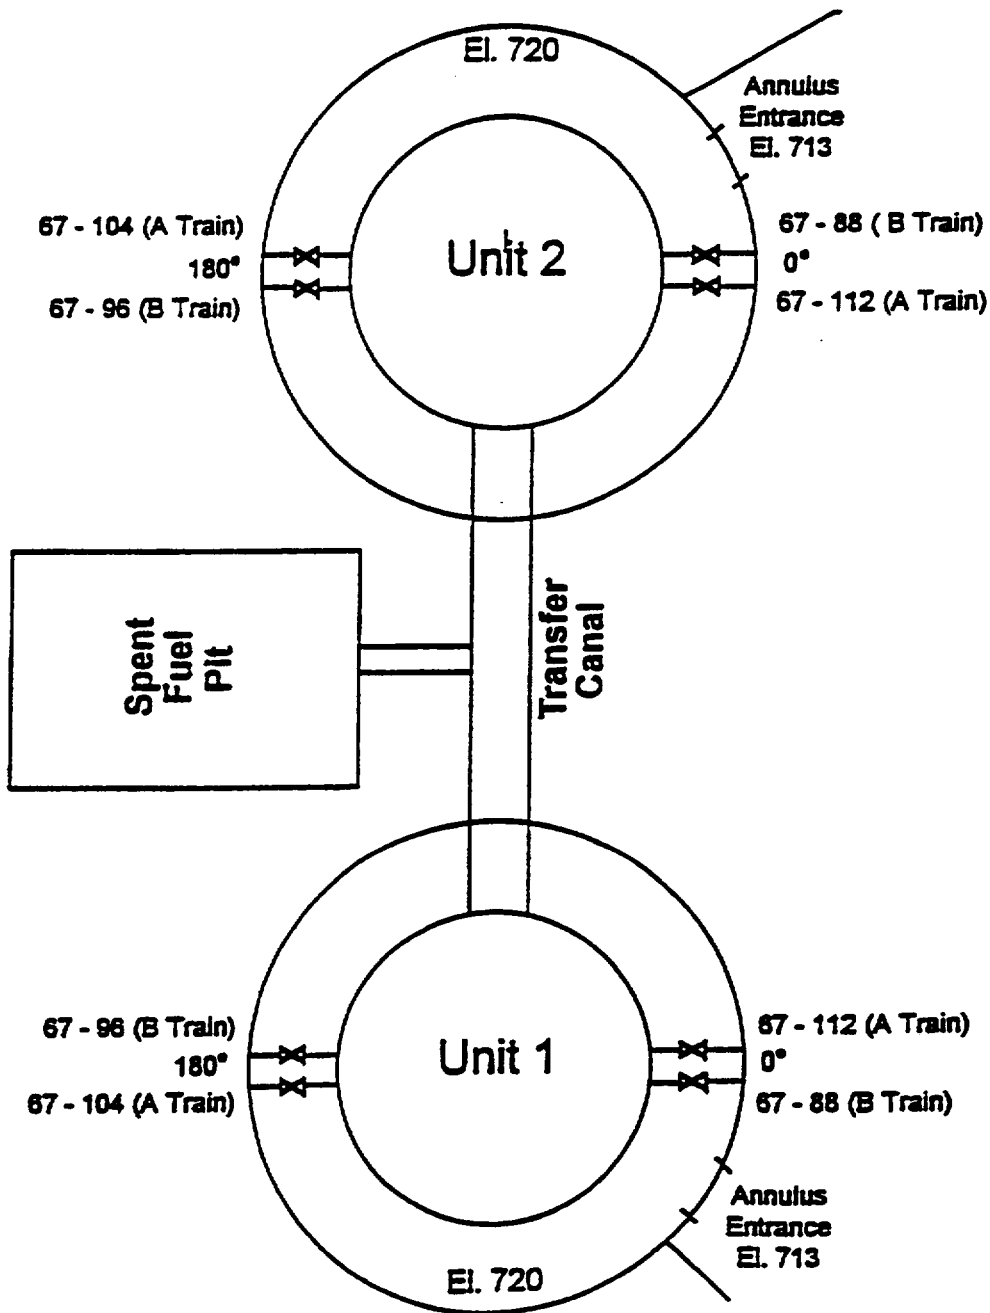 El. 720
Annulus
Entrance
El. 713
67 - 104 (A Train)
180°
67 - 96 (B Train)
Unit 2
67 - 88 ( B Train)
0°
67 - 112 (A Train)
Spent
Fuel
Pit
Transfer
Canal
67 - 96 (B Train)
180°
67 - 104 (A Train)
Unit 1
67 - 112 (A Train)
0°
67 - 88 (B Train)
Annulus
Entrance
El. 713
El. 720